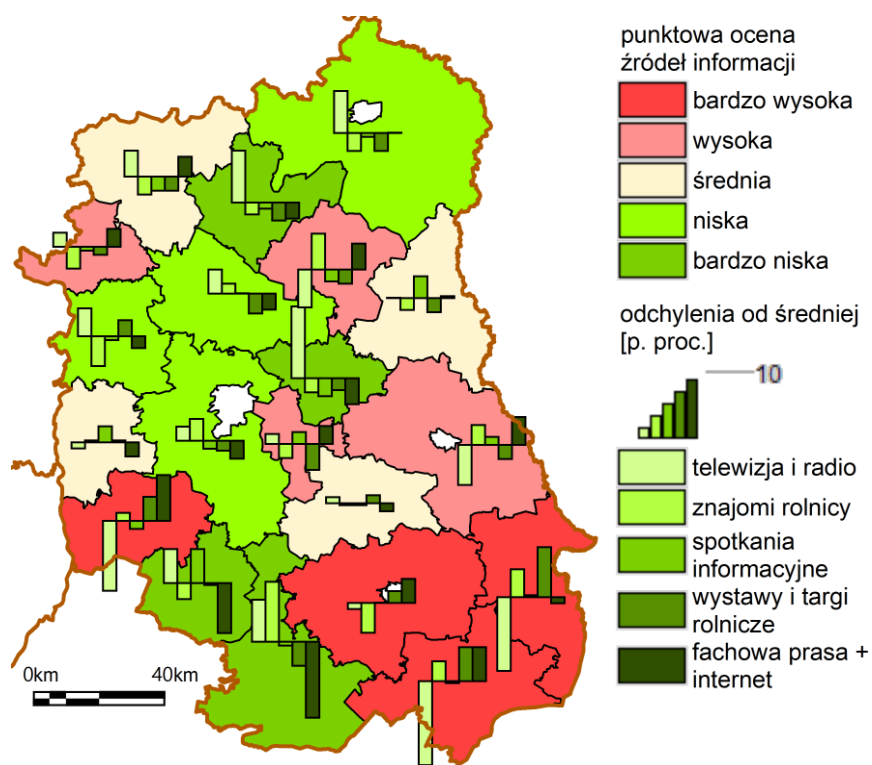 punktowa ocena
źródeł informacji
bardzo wysoka
wysoka
średnia
niska
bardzo niska
odchylenia od średniej
[p. proc.]
10
telewizja i radio
znajomi rolnicy
spotkania
informacyjne
wystawy i targi
rolnicze
fachowa prasa +
internet
0km 40km